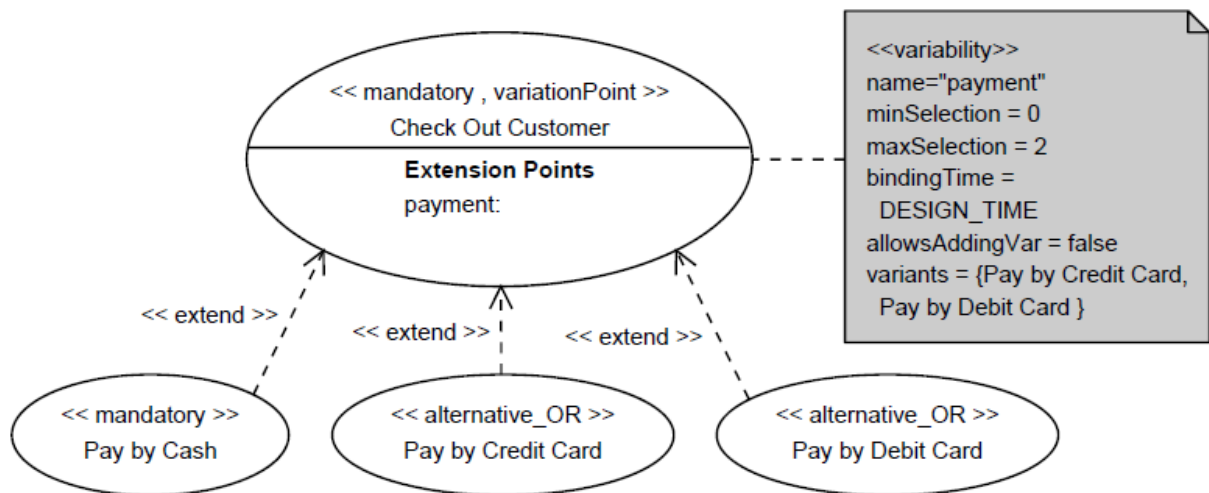 << mandatory , variationPoint >>
Check Out Customer
Extension Points
payment:
<<variability>>
name="payment"
minSelection = 0
maxSelection = 2
bindingTime =
DESIGN_TIME
allowsAddingVar = false
variants = {Pay by Credit Card,
Pay by Debit Card }
<< extend >>
<< extend >>
<< extend >>
<< mandatory >>
Pay by Cash
<< alternative_OR >>
Pay by Credit Card
<< alternative_OR >>
Pay by Debit Card